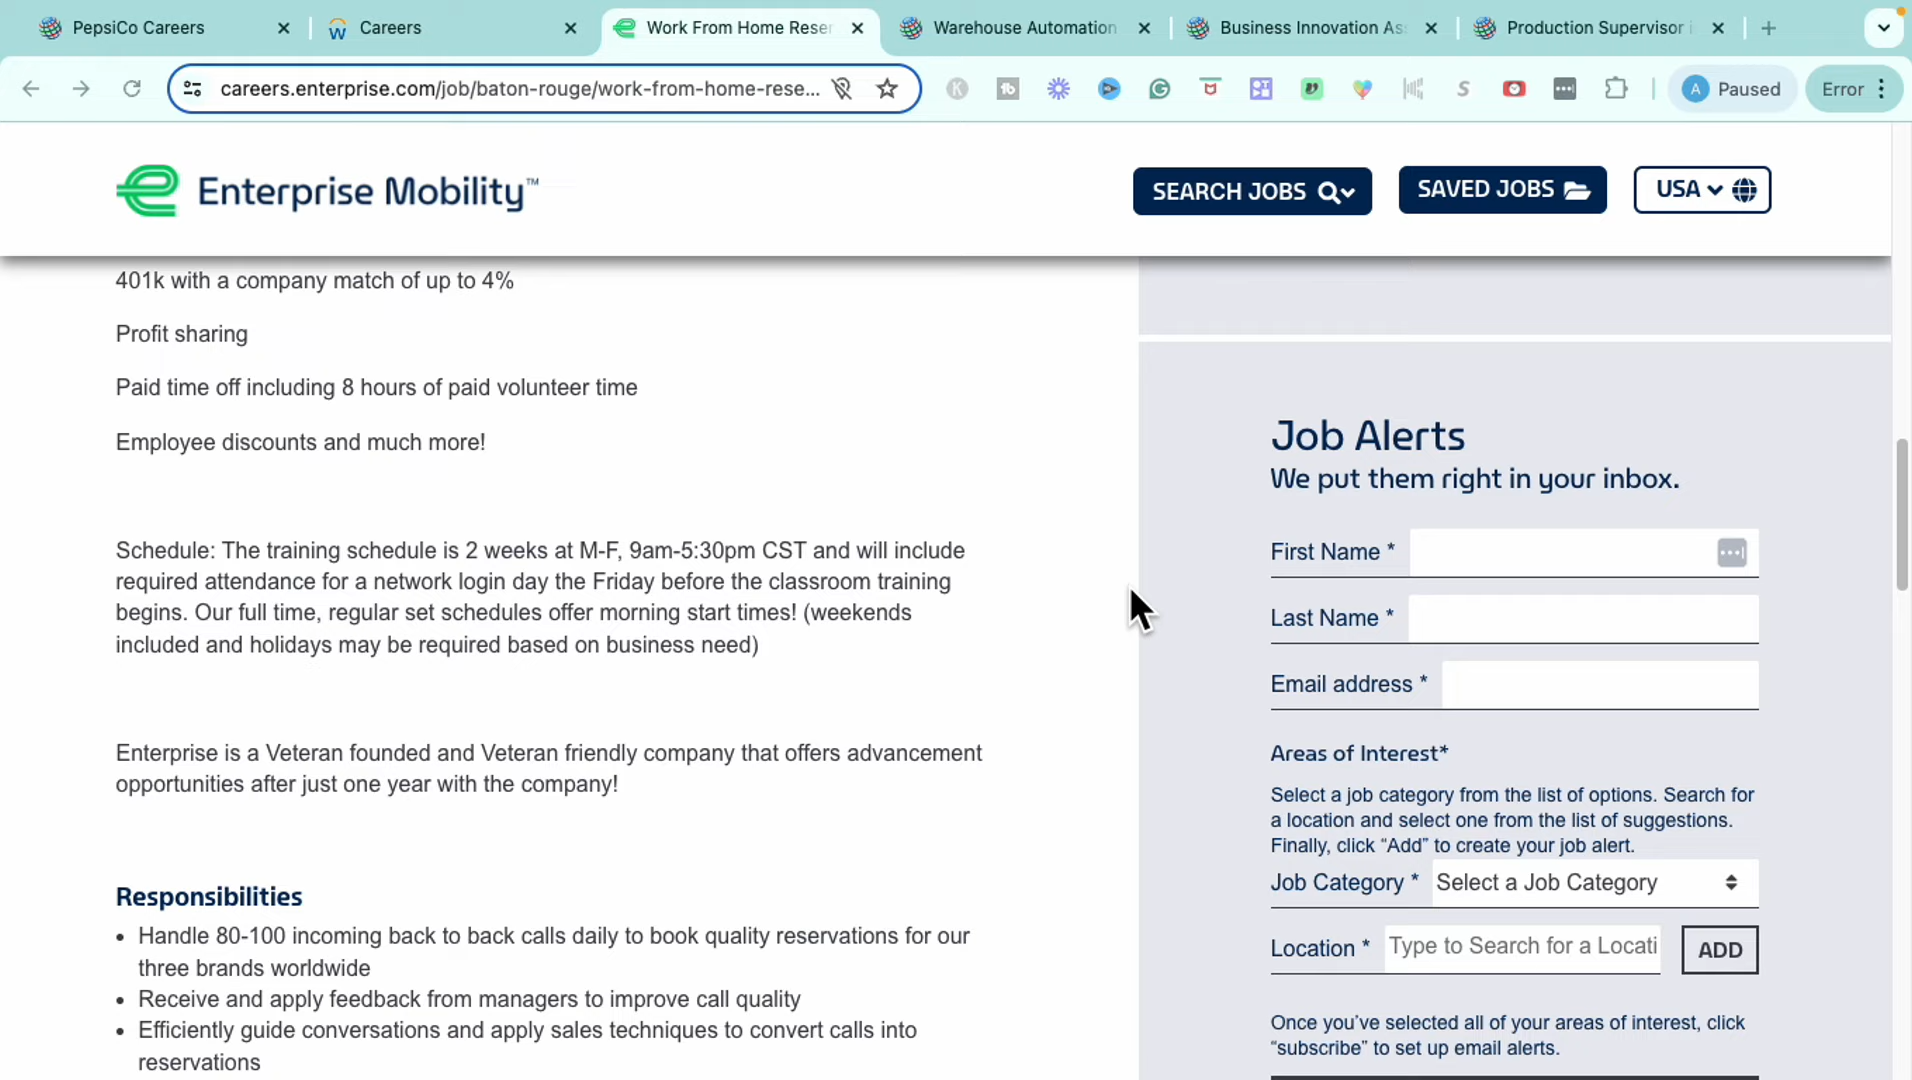 PepsiCo Careers
Careers
Work From Home Reser
Warehouse Automation
Business Innovation As
Production Supervisor i
careers.enterprise.com/job/baton-rouge/work-from-home-rese...
A Paused
Error
Enterprise Mobility™
SEARCH JOBS
SAVED JOBS
USA
401k with a company match of up to 4%
Profit sharing
Paid time off including 8 hours of paid volunteer time
Employee discounts and much more!
Schedule: The training schedule is 2 weeks at M-F, 9am-5:30pm CST and will include
required attendance for a network login day the Friday before the classroom training
begins. Our full time, regular set schedules offer morning start times! (weekends
included and holidays may be required based on business need)
Enterprise is a Veteran founded and Veteran friendly company that offers advancement
opportunities after just one year with the company!
Responsibilities
• Handle 80-100 incoming back to back calls daily to book quality reservations for our
three brands worldwide
• Receive and apply feedback from managers to improve call quality
• Efficiently guide conversations and apply sales techniques to convert calls into
reservations
Job Alerts
We put them right in your inbox.
First Name *
Last Name *
Email address *
Areas of Interest*
Select a job category from the list of options. Search for
a location and select one from the list of suggestions.
Finally, click “Add” to create your job alert.
Job Category * Select a Job Category
Location * Type to Search for a Locati
ADD
Once you’ve selected all of your areas of interest, click
“subscribe” to set up email alerts.